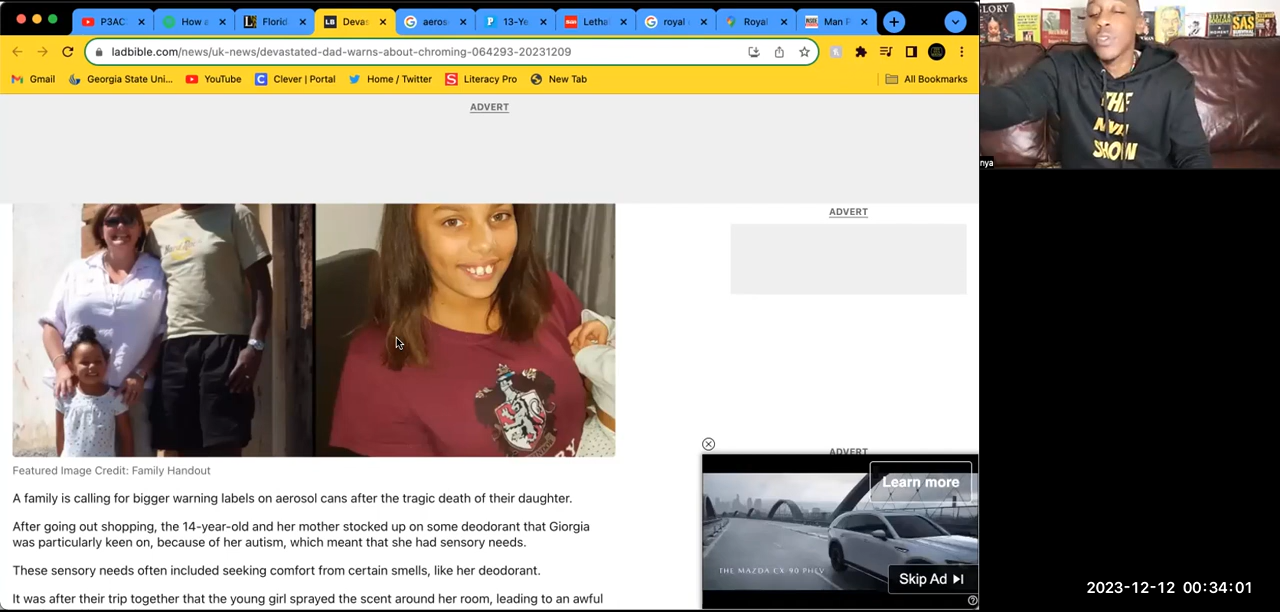 P3AC
How a
Florid
Devas
aeros
13-Ye
Letha
royal
Royal
Man F
ladbible.com/news/uk-news/devastated-dad-warns-about-chroming-064293-20231209
Gmail
Georgia State Uni...
YouTube
Clever | Portal
Home / Twitter
Literacy Pro
New Tab
All Bookmarks
GLORY
SAS
THE
NYA
SHOW
nya
ADVERT
ADVERT
ADVERT
Featured Image Credit: Family Handout
A family is calling for bigger warning labels on aerosol cans after the tragic death of their daughter.
After going out shopping, the 14-year-old and her mother stocked up on some deodorant that Giorgia
was particularly keen on, because of her autism, which meant that she had sensory needs.
These sensory needs often included seeking comfort from certain smells, like her deodorant.
It was after their trip together that the young girl sprayed the scent around her room, leading to an awful
Learn more
THE MAZDA CX-90 PHEV
Skip Ad
2023-12-12 00:34:01